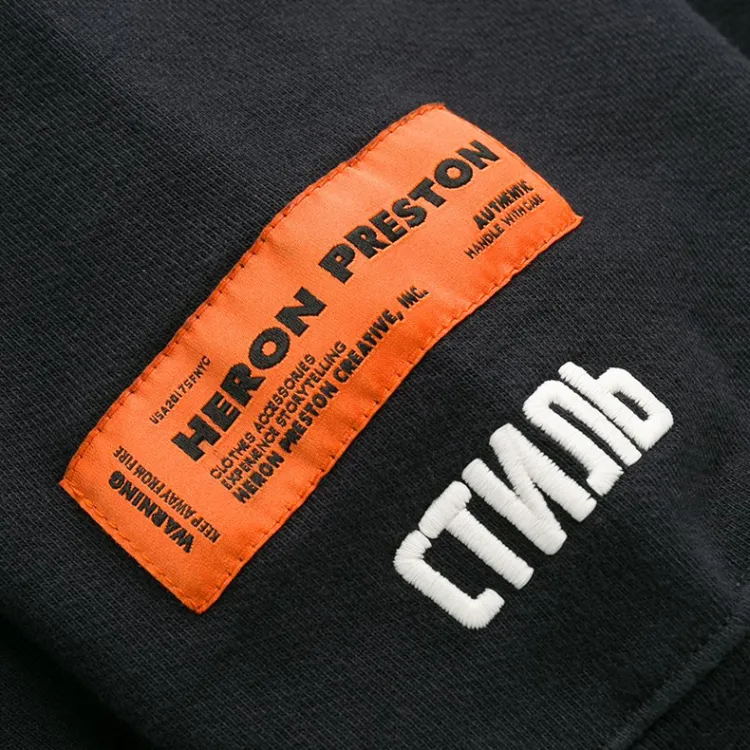 USA2017SFNYC
HERON PRESTON
CLOTHES ACCESSORIES
EXPERIENCE STORYTELLING
HERON PRESTON CREATIVE, INC.
AUTHENTIC
HANDLE WITH CARE
WARNING
KEEP AWAY FROM FIRE
СТИЛЬ